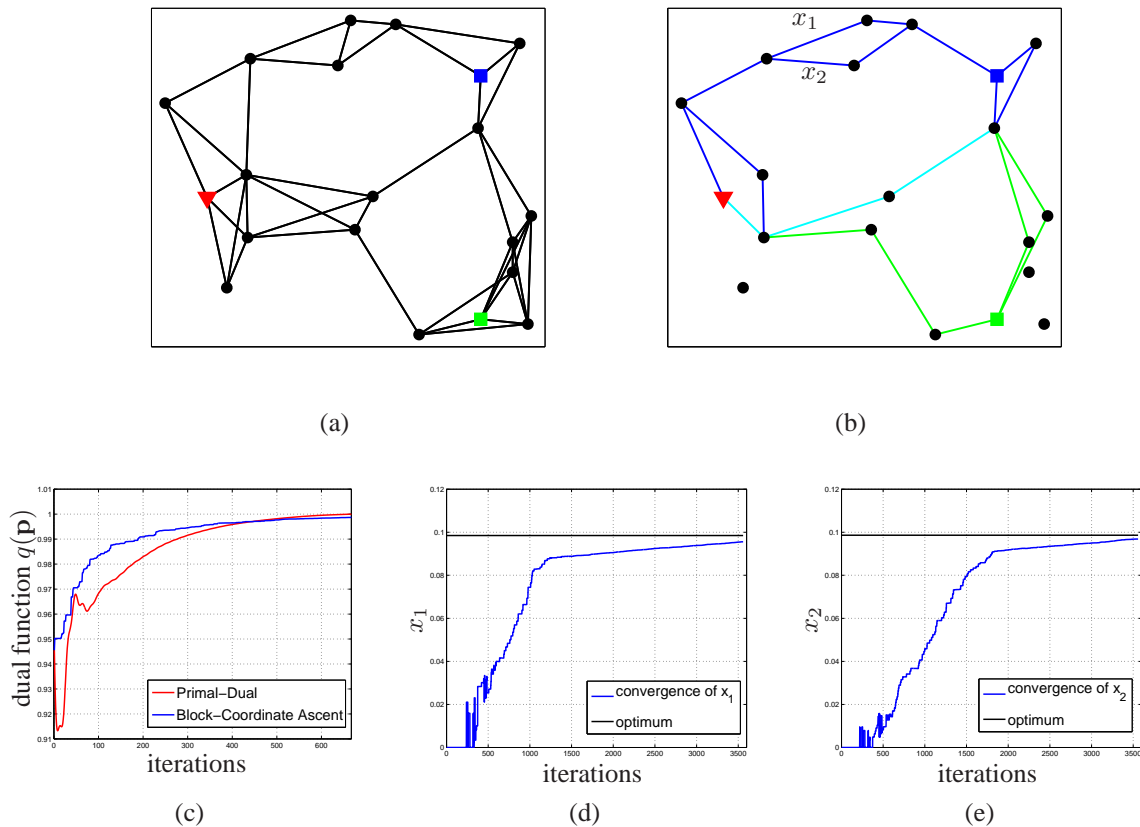 x1
x2
(a)
(b)
dual function q(p)
1.01
1
0.99
0.98
0.97
0.96
0.95
0.94
0.93
0.92
0.91
0 100 200 300 400 500 600
Primal−Dual
Block−Coordinate Ascent
iterations
(c)
x1
0.12
0.1
0.08
0.06
0.04
0.02
0
0 500 1000 1500 2000 2500 3000 3500
convergence of x1
optimum
iterations
(d)
x2
0.12
0.1
0.08
0.06
0.04
0.02
0
0 500 1000 1500 2000 2500 3000 3500
convergence of x2
optimum
iterations
(e)